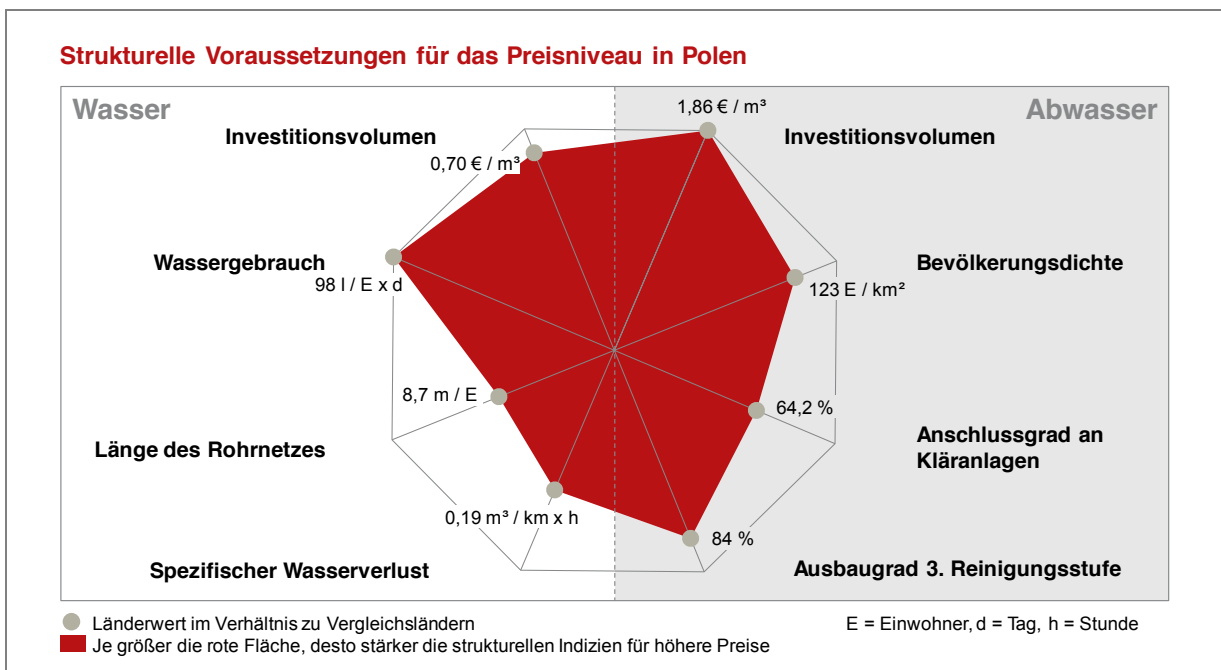 Strukturelle Voraussetzungen für das Preisniveau in Polen
Wasser
Abwasser
1,86 € / m³
Investitionsvolumen
Investitionsvolumen
0,70 € / m³
Wassergebrauch
Bevölkerungsdichte
98 l / E x d
123 E / km²
8,7 m / E
64,2 %
Länge des Rohrnetzes
Anschlussgrad an
Kläranlagen
0,19 m³ / km x h
84 %
Spezifischer Wasserverlust
Ausbaugrad 3. Reinigungsstufe
Länderwert im Verhältnis zu Vergleichsländern
E = Einwohner, d = Tag, h = Stunde
Je größer die rote Fläche, desto stärker die strukturellen Indizien für höhere Preise